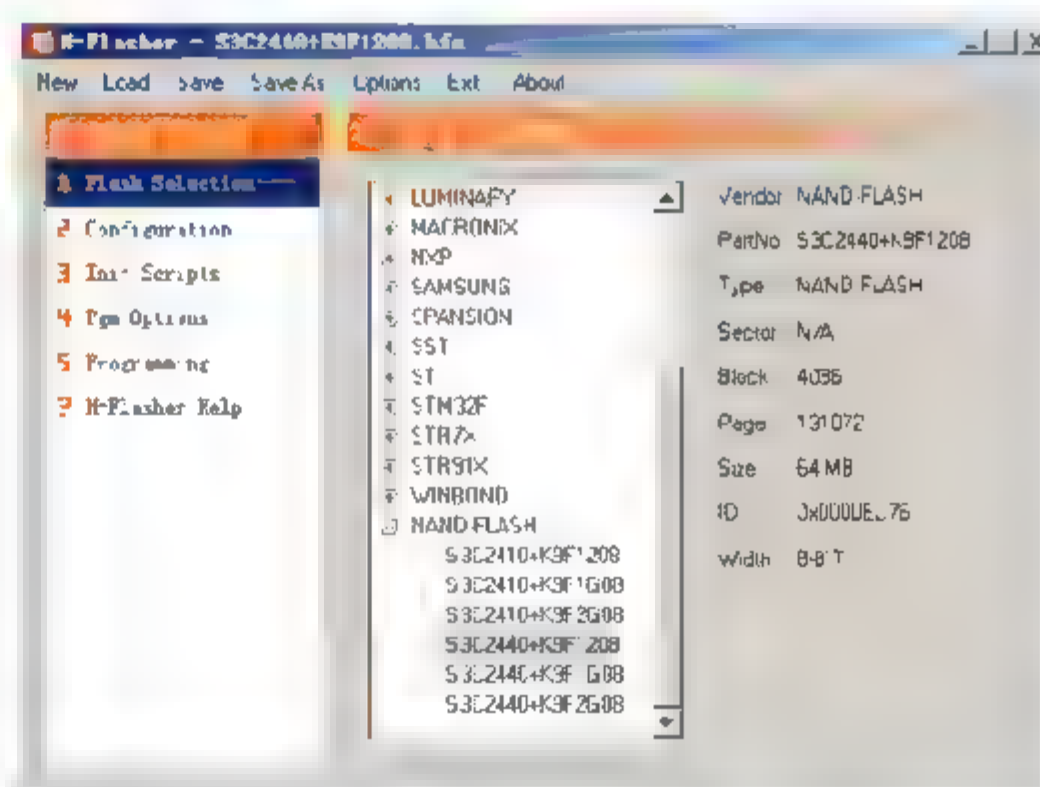 H-Flasher - S3C2440+K9F1208.hfc
New Load Save Save As Options Exit About
1 Flash Selection
2 Configuration
3 Init Scripts
4 Pgm Options
5 Programming
? H-Flasher Help
LUMINARY
MACRONIX
NXP
SAMSUNG
SPANSION
SST
ST
STM32F
STR7X
STR91X
WINBOND
NAND FLASH
S3C2410+K9F1208
S3C2410+K9F1G08
S3C2410+K9F2G08
S3C2440+K9F1208
S3C2440+K9F1G08
S3C2440+K9F2G08
Vendor NAND FLASH
PartNo S3C2440+K9F1208
Type NAND FLASH
Sector N/A
Block 4096
Page 131072
Size 64 MB
ID
Width 8-BIT